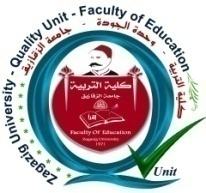 Zagazig University - Quality Unit - Faculty of Education
كلية التربية - وحدة الجودة - جامعة الزقازيق
كلية التربية
جامعة الزقازيق
Faculty Of Education
Zagazig University
1971
Unit